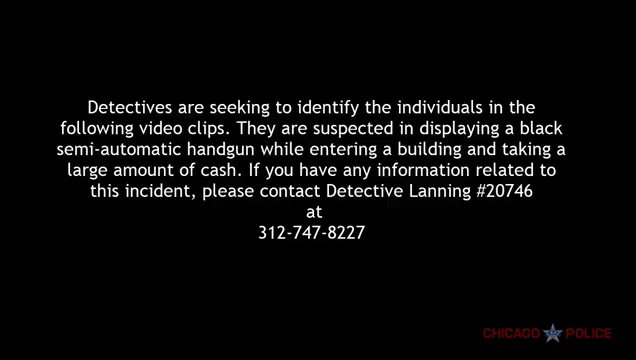 Detectives are seeking to identify the individuals in the
following video clips. They are suspected in displaying a black
semi-automatic handgun while entering a building and taking a
large amount of cash. If you have any information related to
this incident, please contact Detective Lanning #20746
at
312-747-8227
CHICAGO POLICE